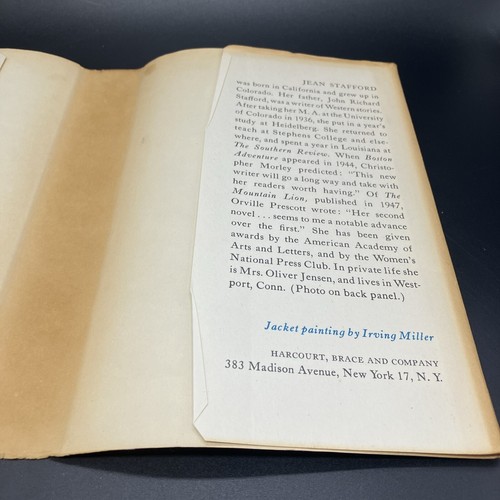 JEAN STAFFORD
was born in California and grew up in
Colorado. Her father, John Richard
Stafford, was a writer of Western stories.
After taking her M. A. at the University
of Colorado in 1936, she put in a year's
study at Heidelberg. She returned to
teach at Stephens College and else-
where, and spent a year in Louisiana at
The Southern Review. When Boston
Adventure appeared in 1944, Christo-
pher Morley predicted: "This new
writer will go a long way and take with
her readers worth having." Of The
Mountain Lion, published in 1947,
Orville Prescott wrote: "Her second
novel . . . seems to me a notable advance
over the first." She has been given
awards by the American Academy of
Arts and Letters, and by the Women's
National Press Club. In private life she
is Mrs. Oliver Jensen, and lives in West-
port, Conn. (Photo on back panel.)
Jacket painting by Irving Miller
HARCOURT, BRACE AND COMPANY
383 Madison Avenue, New York 17, N. Y.